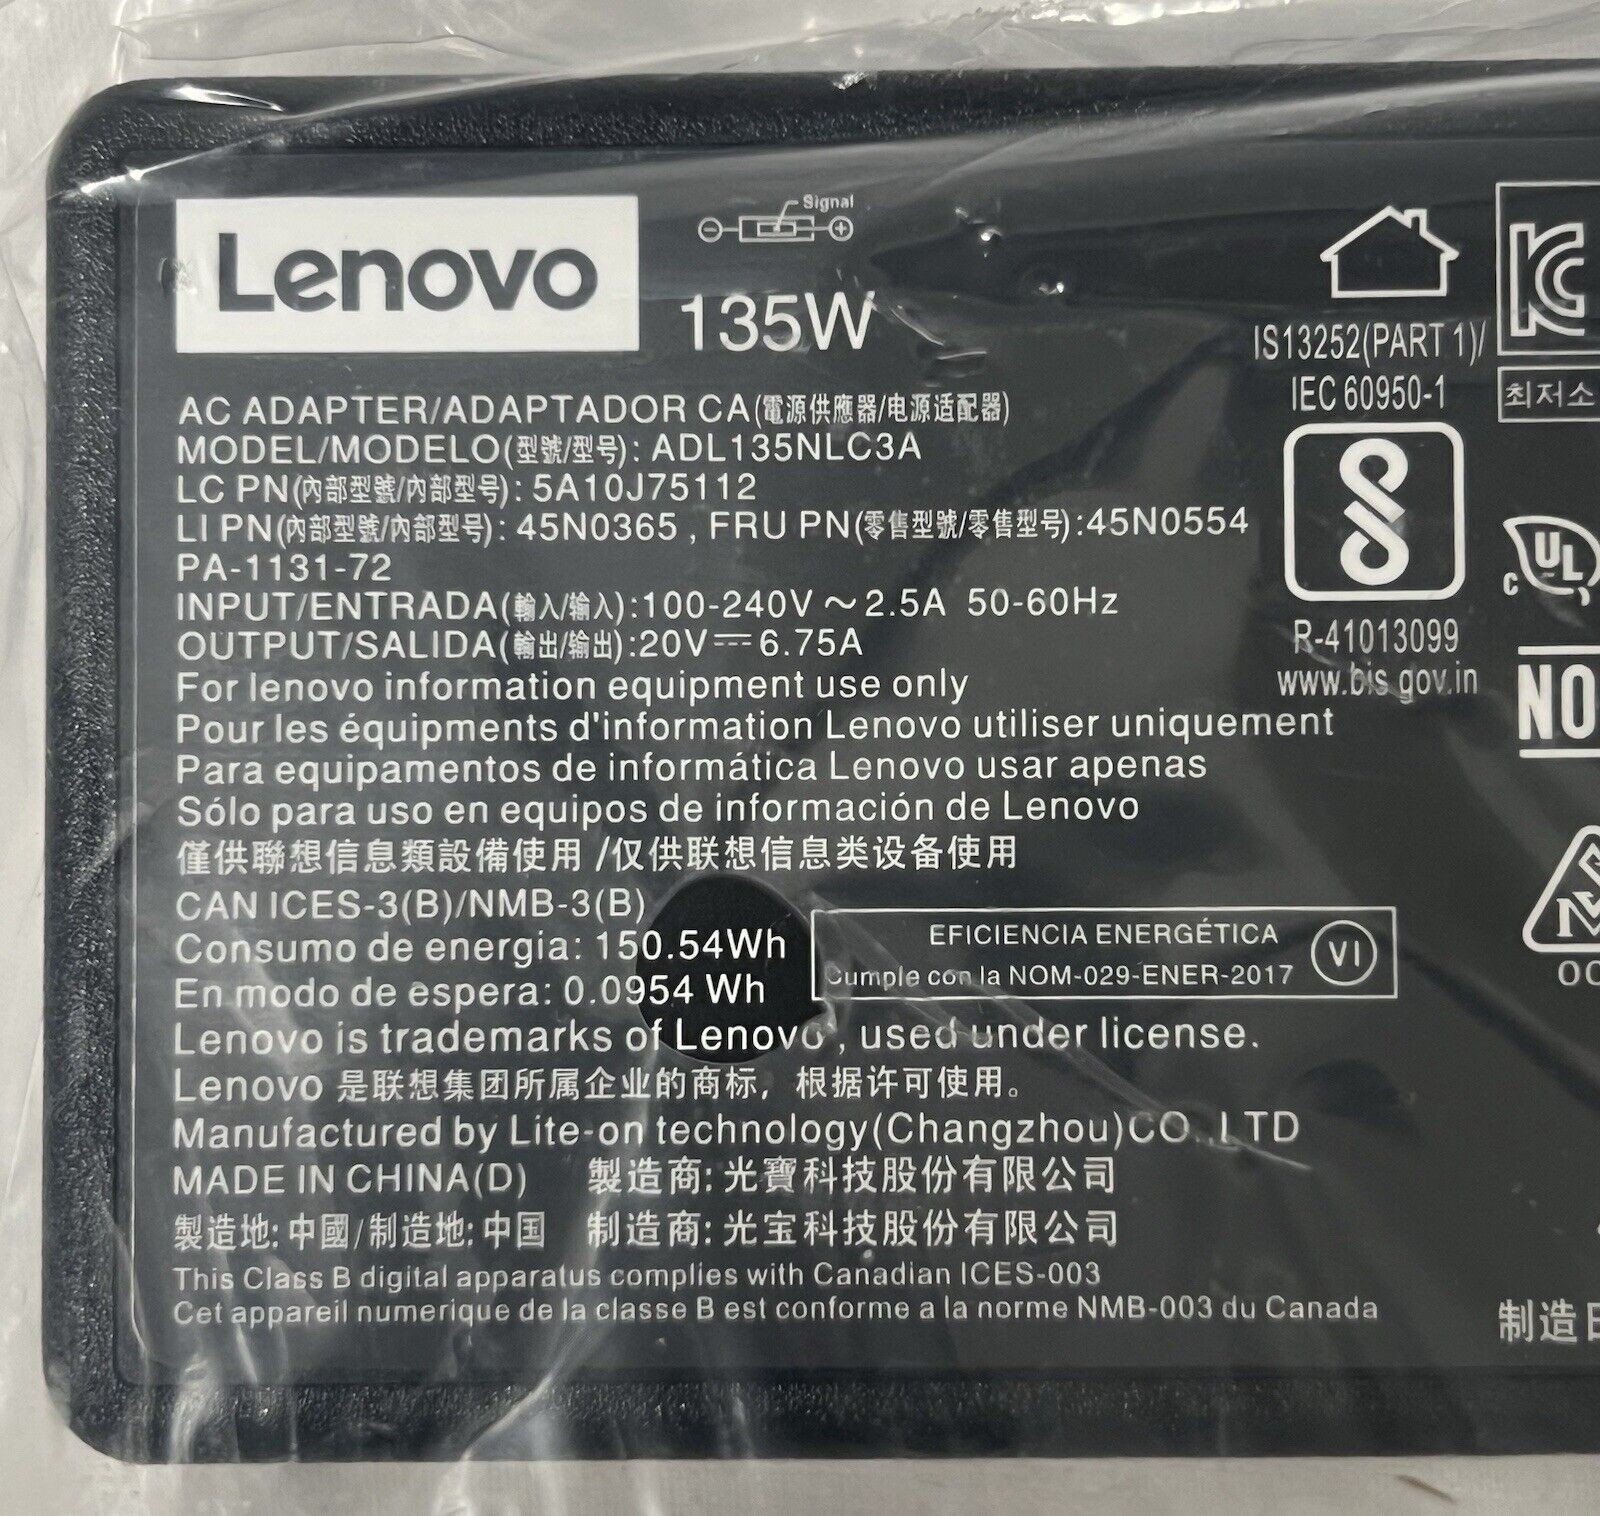 Lenovo
Signal
135W
AC ADAPTER/ADAPTADOR CA(電源供應器/电源适配器)
MODEL/MODELO(型號/型号): ADL135NLC3A
LC PN(內部型號/内部型号): 5A10J75112
LI PN(內部型號/内部型号): 45N0365 , FRU PN(零售型號/零售型号):45N0554
PA-1131-72
INPUT/ENTRADA(輸入/输入):100-240V ~ 2.5A 50-60Hz
OUTPUT/SALIDA(輸出/输出):20V⎓6.75A
For lenovo information equipment use only
Pour les équipments d'information Lenovo utiliser uniquement
Para equipamentos de informática Lenovo usar apenas
Sólo para uso en equipos de información de Lenovo
僅供聯想信息類設備使用 /仅供联想信息类设备使用
CAN ICES-3(B)/NMB-3(B)
Consumo de energia: 150.54Wh
En modo de espera: 0.0954 Wh
EFICIENCIA ENERGÉTICA
Cumple con la NOM-029-ENER-2017
VI
Lenovo is trademarks of Lenovo , used under license.
Lenovo 是联想集团所属企业的商标，根据许可使用。
Manufactured by Lite-on technology(Changzhou)CO.,LTD
MADE IN CHINA(D) 製造商: 光寶科技股份有限公司
製造地: 中國/制造地: 中国 制造商: 光宝科技股份有限公司
This Class B digital apparatus complies with Canadian ICES-003
Cet appareil numerique de la classe B est conforme a la norme NMB-003 du Canada
IS13252(PART 1)/
IEC 60950-1
R-41013099
www.bis.gov.in
최저소
c UL
NO
制造